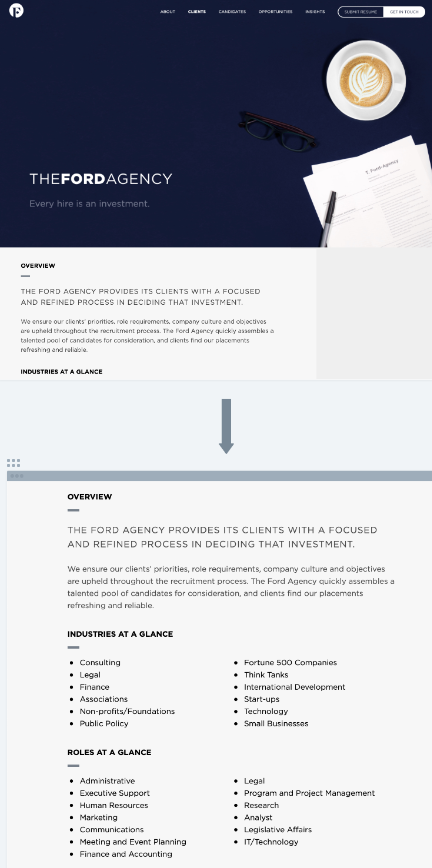 ABOUT
CLIENTS
CANDIDATES
OPPORTUNITIES
INSIGHTS
SUBMIT RESUME
GET IN TOUCH
THEFORDAGENCY
Every hire is an investment.
Ford Agency
OVERVIEW
THE FORD AGENCY PROVIDES ITS CLIENTS WITH A FOCUSED
AND REFINED PROCESS IN DECIDING THAT INVESTMENT.
We ensure our clients' priorities, role requirements, company culture and objectives
are upheld throughout the recruitment process. The Ford Agency quickly assembles a
talented pool of candidates for consideration, and clients find our placements
refreshing and reliable.
INDUSTRIES AT A GLANCE
OVERVIEW
THE FORD AGENCY PROVIDES ITS CLIENTS WITH A FOCUSED
AND REFINED PROCESS IN DECIDING THAT INVESTMENT.
We ensure our clients' priorities, role requirements, company culture and objectives
are upheld throughout the recruitment process. The Ford Agency quickly assembles a
talented pool of candidates for consideration, and clients find our placements
refreshing and reliable.
INDUSTRIES AT A GLANCE
Consulting
Legal
Finance
Associations
Non-profits/Foundations
Public Policy
Fortune 500 Companies
Think Tanks
International Development
Start-ups
Technology
Small Businesses
ROLES AT A GLANCE
Administrative
Executive Support
Human Resources
Marketing
Communications
Meeting and Event Planning
Finance and Accounting
Legal
Program and Project Management
Research
Analyst
Legislative Affairs
IT/Technology